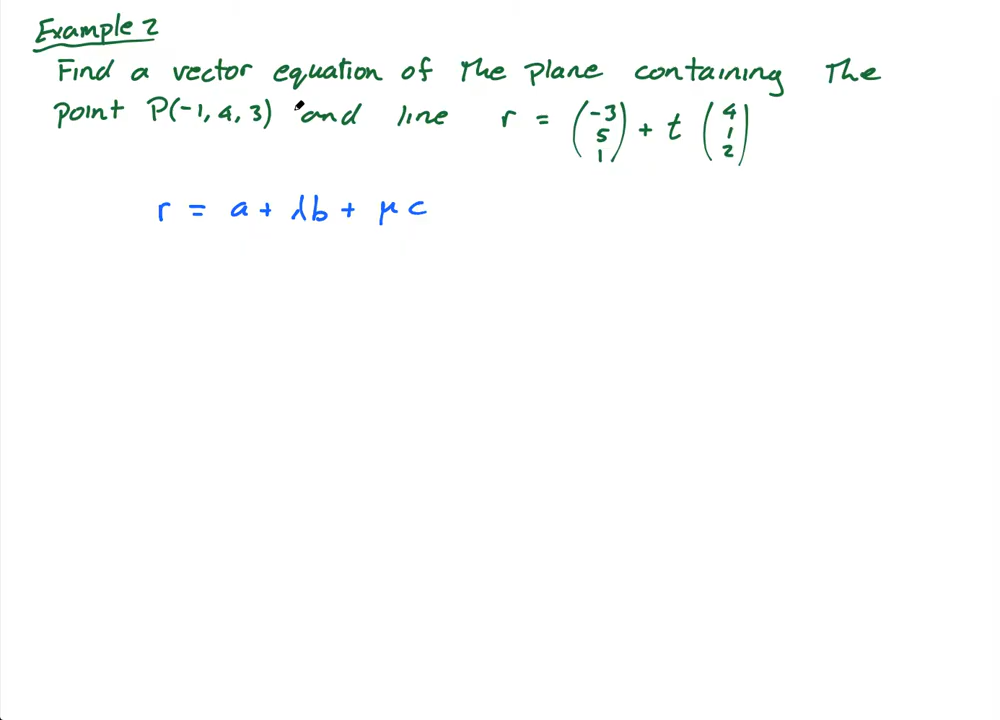 Example 2
Find a vector equation of the plane containing the
point P(-1, 4, 3) and line r = (-3 5 1) + t (4 1 2)
r = a + λb + μc